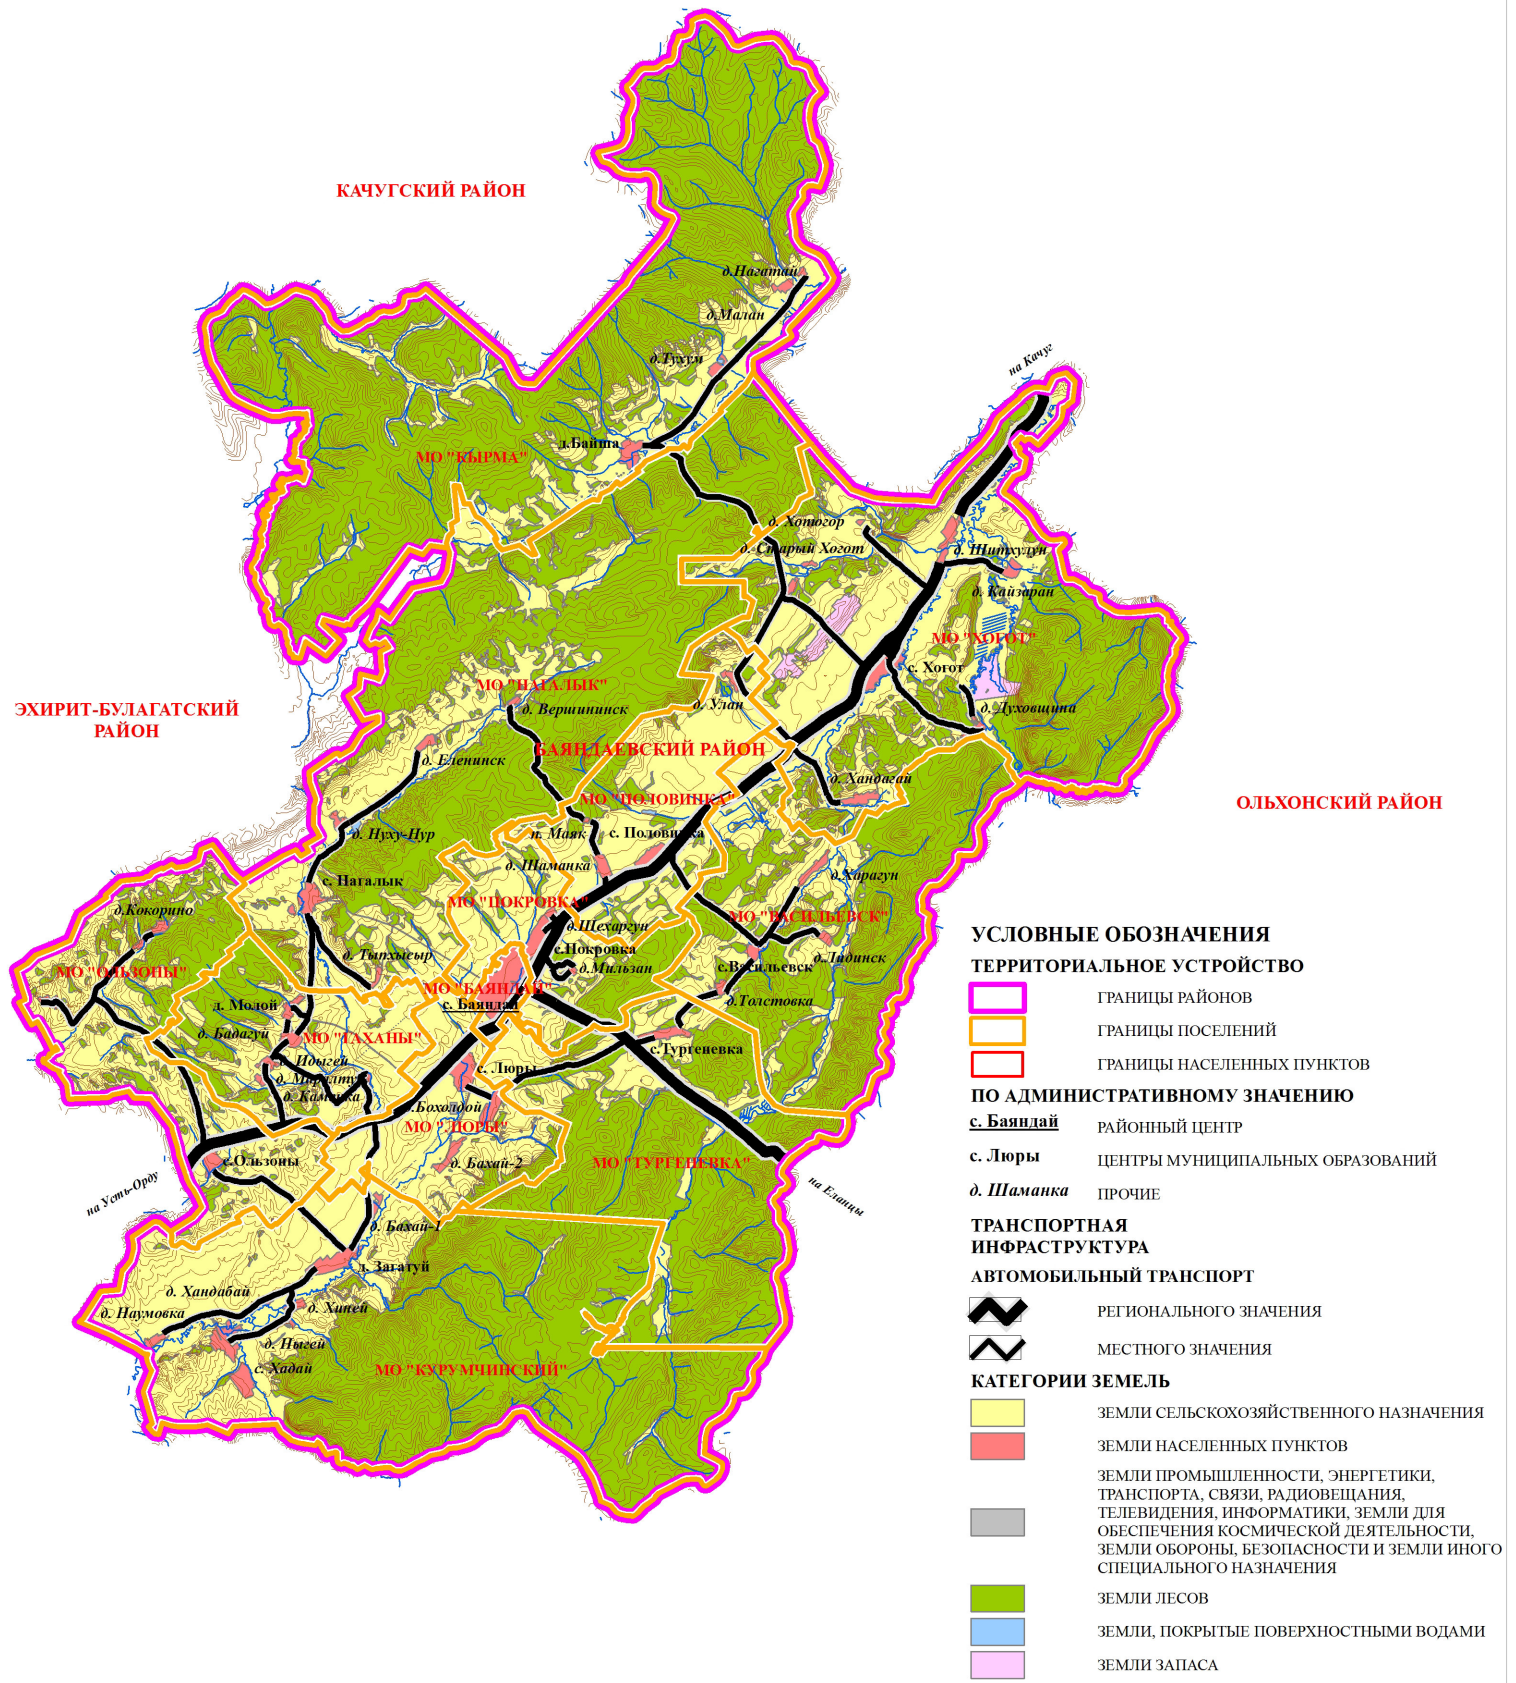 КАЧУГСКИЙ РАЙОН
д.Нагатай
д.Малан
на Качуг
д.Тухум
д.Байша
МО "КЫРМА"
д. Хотогор
д. Старый Хогот
д. Шитхулун
д. Кайзаран
МО "ХОГОТ"
с. Хогот
МО "НАГАЛЫК"
д. Улан
д. Духовщина
ЭХИРИТ-БУЛАГАТСКИЙ
РАЙОН
д. Вершининск
БАЯНДАЕВСКИЙ РАЙОН
д. Еленинск
д. Хандагай
МО "ПОЛОВИНКА"
ОЛЬХОНСКИЙ РАЙОН
д. Нуху-Нур
п. Маяк
с. Половинка
д. Шаманка
д.Харагун
с. Нагалык
МО "ПОКРОВКА"
д.Кокорино
МО "ВАСИЛЬЕВСК"
д.Шехаргун
с.Покровка
д. Тыпхысыр
д.Лидинск
МО "ОЛЬЗОНЫ"
с.Васильевск
д.Мильзан
МО "БАЯНДАЙ"
с. Баяндай
д.Толстовка
д. Молой
д. Бадагуй
МО "ГАХАНЫ"
с.Тургеневка
д. Идыгей
с. Люры
д. Каменка
д.Бохолдой
МО "ЛЮРЫ"
с.Ользоны
д. Бахай-2
МО "ТУРГЕНЕВКА"
на Усть-Орду
на Еланцы
д. Бахай-1
д. Загатуй
д. Хандабай
д. Наумовка
д. Хиней
д. Ныгей
с. Хадай
МО "КУРУМЧИНСКИЙ"
УСЛОВНЫЕ ОБОЗНАЧЕНИЯ
ТЕРРИТОРИАЛЬНОЕ УСТРОЙСТВО
ГРАНИЦЫ РАЙОНОВ
ГРАНИЦЫ ПОСЕЛЕНИЙ
ГРАНИЦЫ НАСЕЛЕННЫХ ПУНКТОВ
ПО АДМИНИСТРАТИВНОМУ ЗНАЧЕНИЮ
с. Баяндай РАЙОННЫЙ ЦЕНТР
с. Люры ЦЕНТРЫ МУНИЦИПАЛЬНЫХ ОБРАЗОВАНИЙ
д. Шаманка ПРОЧИЕ
ТРАНСПОРТНАЯ
ИНФРАСТРУКТУРА
АВТОМОБИЛЬНЫЙ ТРАНСПОРТ
РЕГИОНАЛЬНОГО ЗНАЧЕНИЯ
МЕСТНОГО ЗНАЧЕНИЯ
КАТЕГОРИИ ЗЕМЕЛЬ
ЗЕМЛИ СЕЛЬСКОХОЗЯЙСТВЕННОГО НАЗНАЧЕНИЯ
ЗЕМЛИ НАСЕЛЕННЫХ ПУНКТОВ
ЗЕМЛИ ПРОМЫШЛЕННОСТИ, ЭНЕРГЕТИКИ,
ТРАНСПОРТА, СВЯЗИ, РАДИОВЕЩАНИЯ,
ТЕЛЕВИДЕНИЯ, ИНФОРМАТИКИ, ЗЕМЛИ ДЛЯ
ОБЕСПЕЧЕНИЯ КОСМИЧЕСКОЙ ДЕЯТЕЛЬНОСТИ,
ЗЕМЛИ ОБОРОНЫ, БЕЗОПАСНОСТИ И ЗЕМЛИ ИНОГО
СПЕЦИАЛЬНОГО НАЗНАЧЕНИЯ
ЗЕМЛИ ЛЕСОВ
ЗЕМЛИ, ПОКРЫТЫЕ ПОВЕРХНОСТНЫМИ ВОДАМИ
ЗЕМЛИ ЗАПАСА